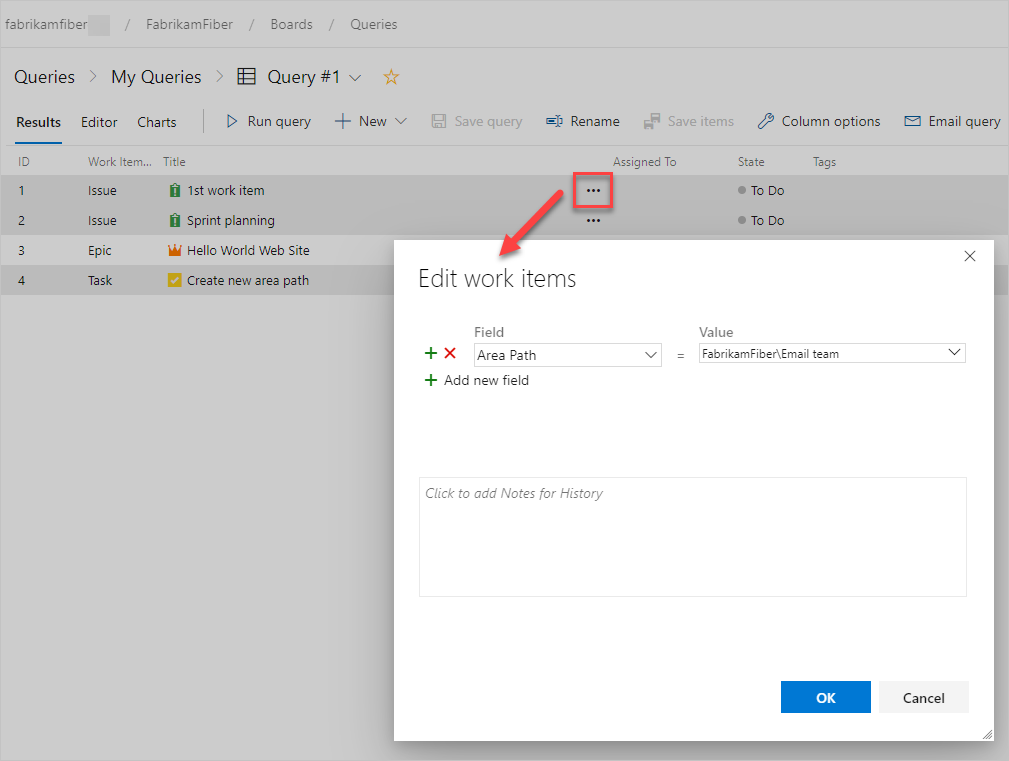 fabrikamfiber / FabrikamFiber / Boards / Queries
Queries > My Queries > Query #1
Results Editor Charts Run query New Save query Rename Save items Column options Email query
ID Work Item... Title Assigned To State Tags
1 Issue 1st work item ... To Do
2 Issue Sprint planning ... To Do
3 Epic Hello World Web Site
4 Task Create new area path
Edit work items
Field Value
Area Path = FabrikamFiber\Email team
Add new field
Click to add Notes for History
OK Cancel